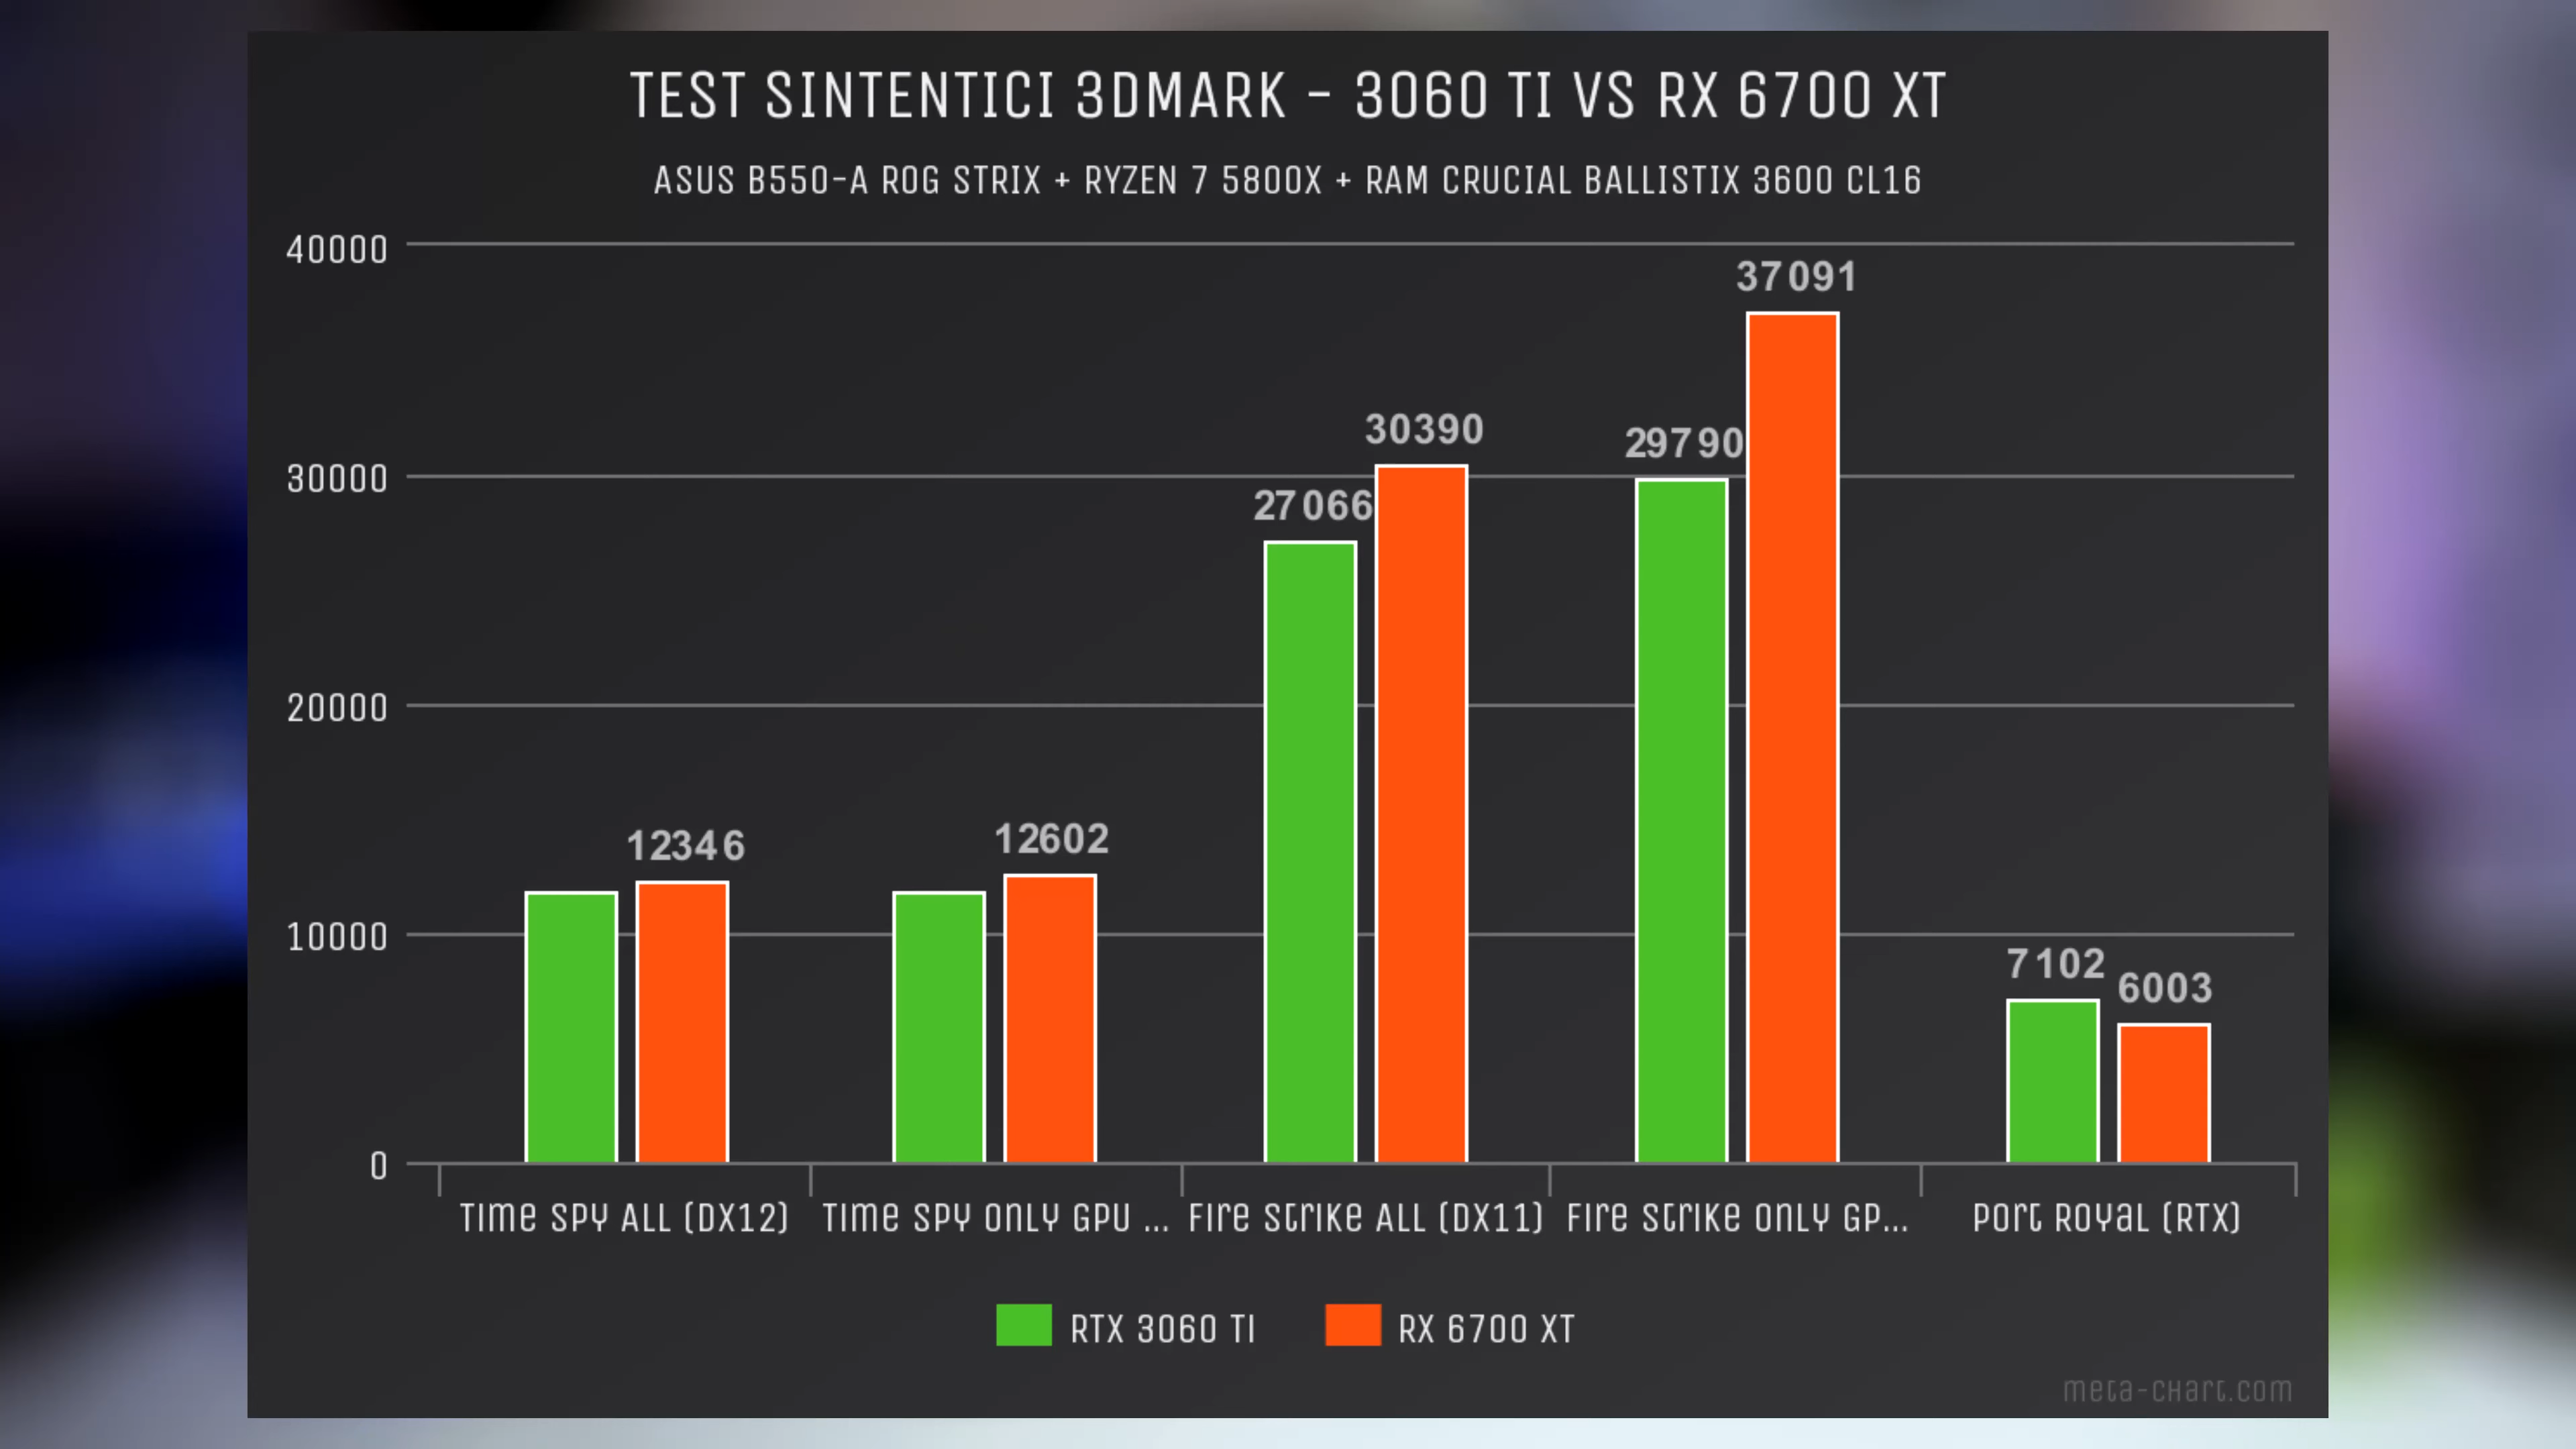 TEST SINTENTICI 3DMARK - 3060 TI VS RX 6700 XT
ASUS B550-A ROG STRIX + RYZEN 7 5800X + RAM CRUCIAL BALLISTIX 3600 CL16
40000
30000
20000
10000
0
12346
12602
27066
30390
29790
37091
7102
6003
TIME SPY ALL (DX12)
TIME SPY ONLY GPU ...
FIRE STRIKE ALL (DX11)
FIRE STRIKE ONLY GP...
PORT ROYAL (RTX)
RTX 3060 TI
RX 6700 XT
meta-chart.com